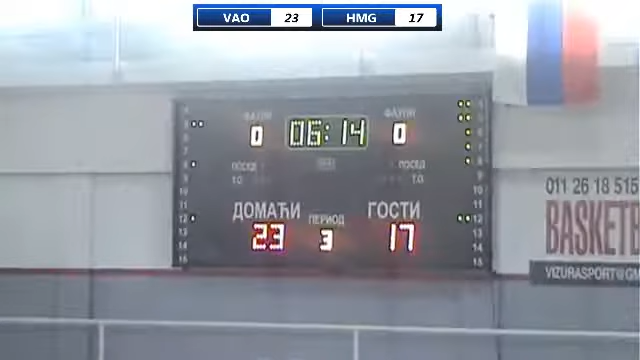 VAO 23 HMG 17
ФАУЛИ ФАУЛИ
0 06:14 0
ПОСЕД ПОСЕД
Т.О. Т.О.
ДОМАЋИ ПЕРИОД ГОСТИ
23 3 17
011 26 18 515
BASKETB
VIZURASPORT@GM